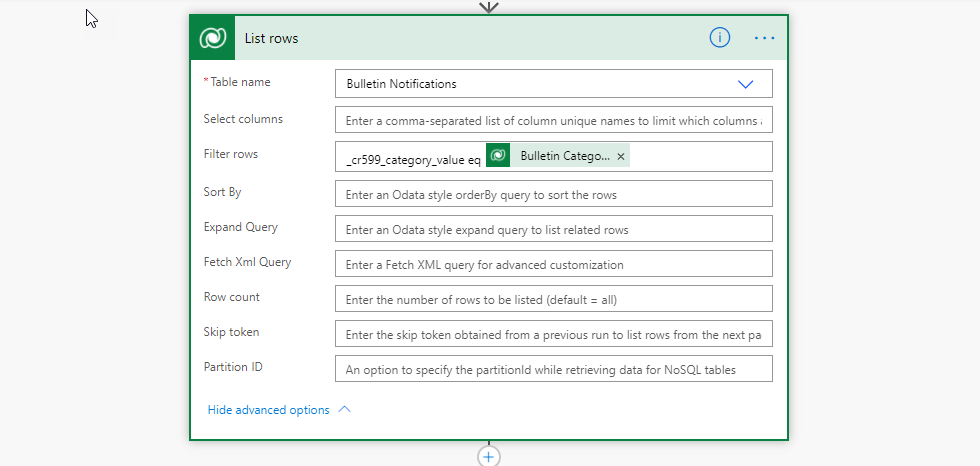 List rows
* Table name
Bulletin Notifications
Select columns
Enter a comma-separated list of column unique names to limit which columns
Filter rows
_cr599_category_value eq Bulletin Catego... ×
Sort By
Enter an Odata style orderBy query to sort the rows
Expand Query
Enter an Odata style expand query to list related rows
Fetch Xml Query
Enter a Fetch XML query for advanced customization
Row count
Enter the number of rows to be listed (default = all)
Skip token
Enter the skip token obtained from a previous run to list rows from the next pa
Partition ID
An option to specify the partitionId while retrieving data for NoSQL tables
Hide advanced options